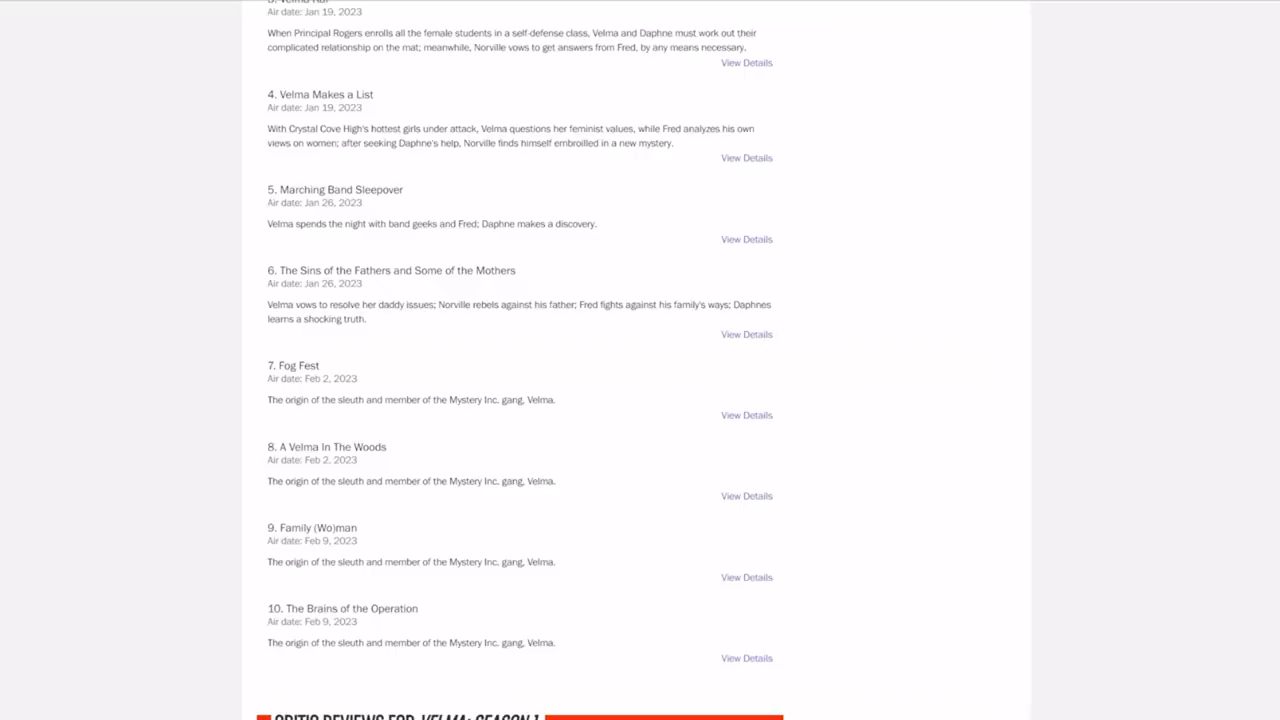 3. Velma Kai
Air date: Jan 19, 2023
When Principal Rogers enrolls all the female students in a self-defense class, Velma and Daphne must work out their
complicated relationship on the mat; meanwhile, Norville vows to get answers from Fred, by any means necessary.
View Details
4. Velma Makes a List
Air date: Jan 19, 2023
With Crystal Cove High's hottest girls under attack, Velma questions her feminist values, while Fred analyzes his own
views on women; after seeking Daphne's help, Norville finds himself embroilled in a new mystery.
View Details
5. Marching Band Sleepover
Air date: Jan 26, 2023
Velma spends the night with band geeks and Fred; Daphne makes a discovery.
View Details
6. The Sins of the Fathers and Some of the Mothers
Air date: Jan 26, 2023
Velma vows to resolve her daddy issues; Norville rebels against his father; Fred fights against his family's ways; Daphnes
learns a shocking truth.
View Details
7. Fog Fest
Air date: Feb 2, 2023
The origin of the sleuth and member of the Mystery Inc. gang, Velma.
View Details
8. A Velma In The Woods
Air date: Feb 2, 2023
The origin of the sleuth and member of the Mystery Inc. gang, Velma.
View Details
9. Family (Wo)man
Air date: Feb 9, 2023
The origin of the sleuth and member of the Mystery Inc. gang, Velma.
View Details
10. The Brains of the Operation
Air date: Feb 9, 2023
The origin of the sleuth and member of the Mystery Inc. gang, Velma.
View Details
CRITIC REVIEWS FOR VELMA: SEASON 1